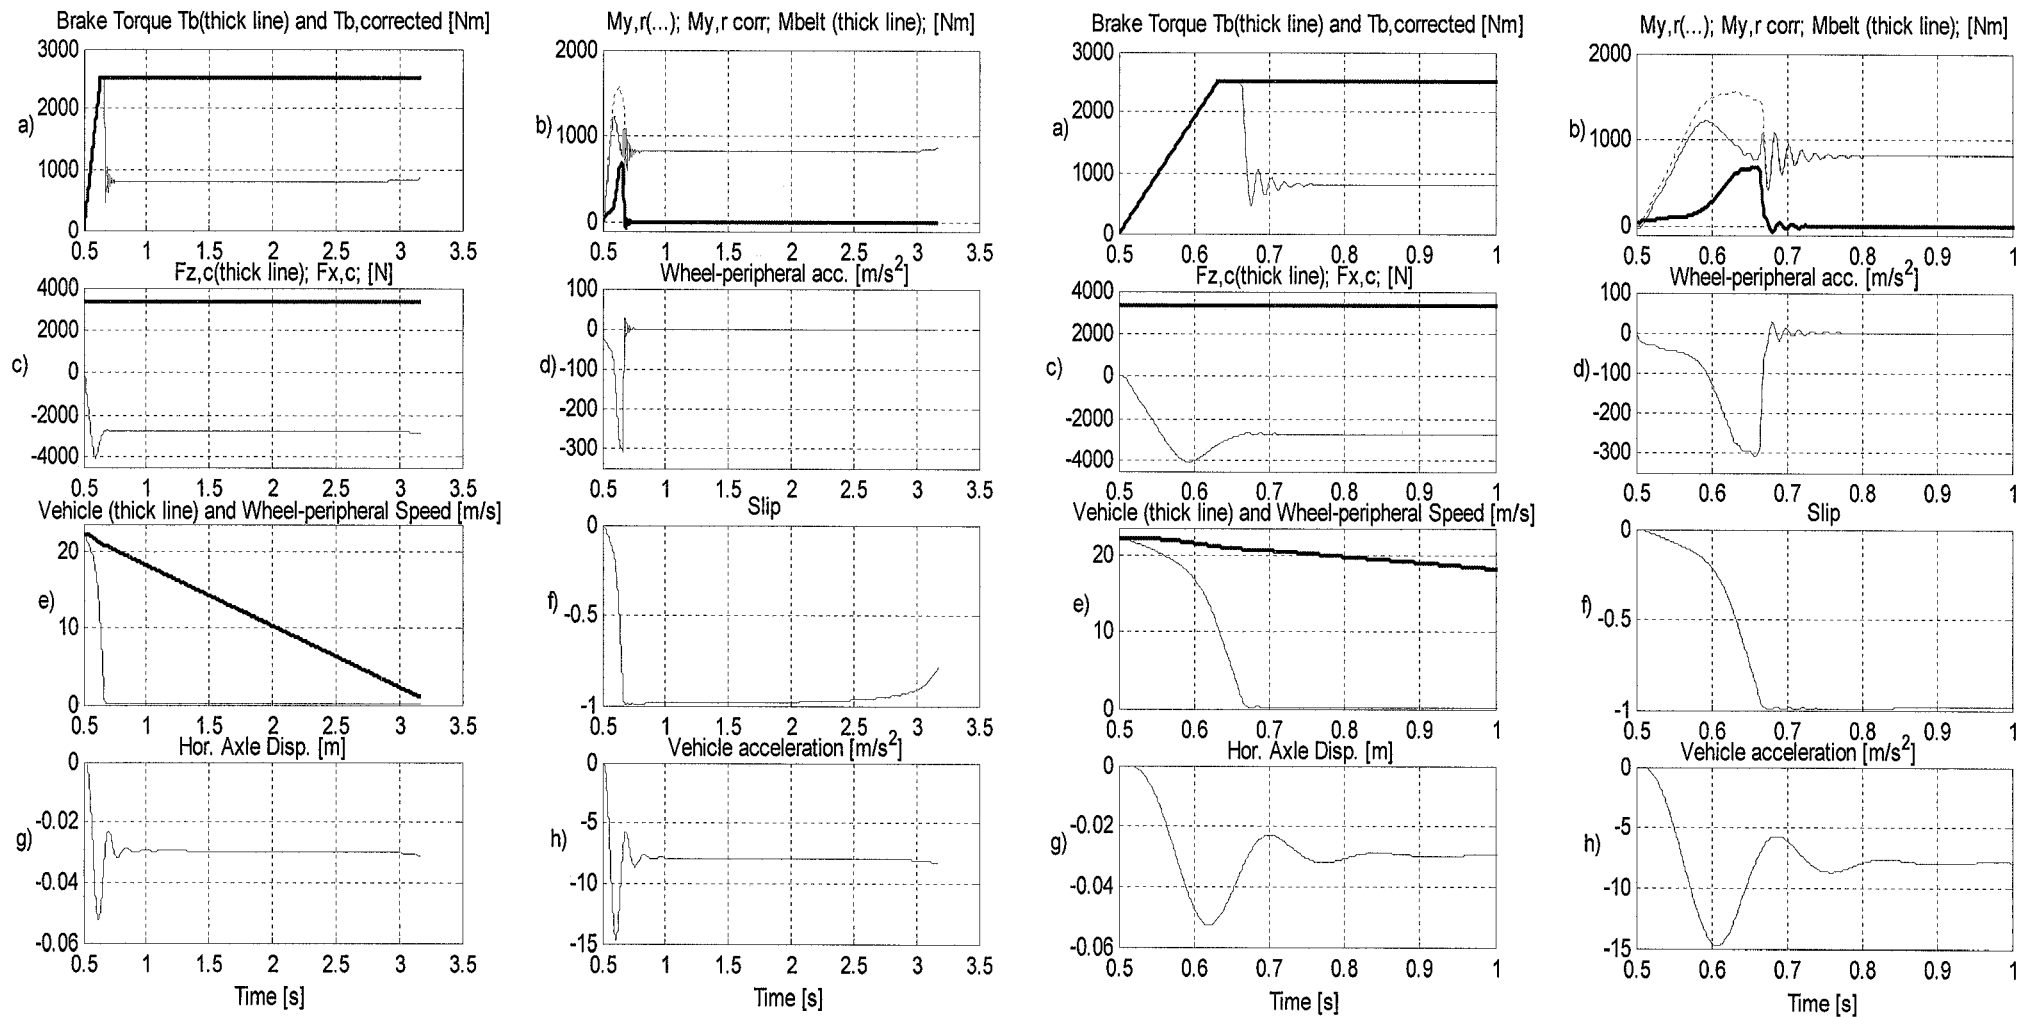 Brake Torque Tb(thick line) and Tb,corrected [Nm]
3000
2000
1000
0
a)
0.5 1 1.5 2 2.5 3 3.5
My,r(...); My,r corr; Mbelt (thick line); [Nm]
2000
1000
0
b)
0.5 1 1.5 2 2.5 3 3.5
Fz,c(thick line); Fx,c; [N]
4000
2000
0
-2000
-4000
c)
0.5 1 1.5 2 2.5 3 3.5
Wheel-peripheral acc. [m/s2]
100
0
-100
-200
-300
d)
0.5 1 1.5 2 2.5 3 3.5
Vehicle (thick line) and Wheel-peripheral Speed [m/s]
20
10
0
e)
0.5 1 1.5 2 2.5 3 3.5
Slip
0
-0.5
-1
f)
0.5 1 1.5 2 2.5 3 3.5
Hor. Axle Disp. [m]
0
-0.02
-0.04
-0.06
g)
0.5 1 1.5 2 2.5 3 3.5
Time [s]
Vehicle acceleration [m/s2]
0
-5
-10
-15
h)
0.5 1 1.5 2 2.5 3 3.5
Time [s]
Brake Torque Tb(thick line) and Tb,corrected [Nm]
3000
2000
1000
0
a)
0.5 0.6 0.7 0.8 0.9 1
My,r(...); My,r corr; Mbelt (thick line); [Nm]
2000
1000
0
b)
0.5 0.6 0.7 0.8 0.9 1
Fz,c(thick line); Fx,c; [N]
4000
2000
0
-2000
-4000
c)
0.5 0.6 0.7 0.8 0.9 1
Wheel-peripheral acc. [m/s2]
100
0
-100
-200
-300
d)
0.5 0.6 0.7 0.8 0.9 1
Vehicle (thick line) and Wheel-peripheral Speed [m/s]
20
10
0
e)
0.5 0.6 0.7 0.8 0.9 1
Slip
0
-0.5
-1
f)
0.5 0.6 0.7 0.8 0.9 1
Hor. Axle Disp. [m]
0
-0.02
-0.04
-0.06
g)
0.5 0.6 0.7 0.8 0.9 1
Time [s]
Vehicle acceleration [m/s2]
0
-5
-10
-15
h)
0.5 0.6 0.7 0.8 0.9 1
Time [s]